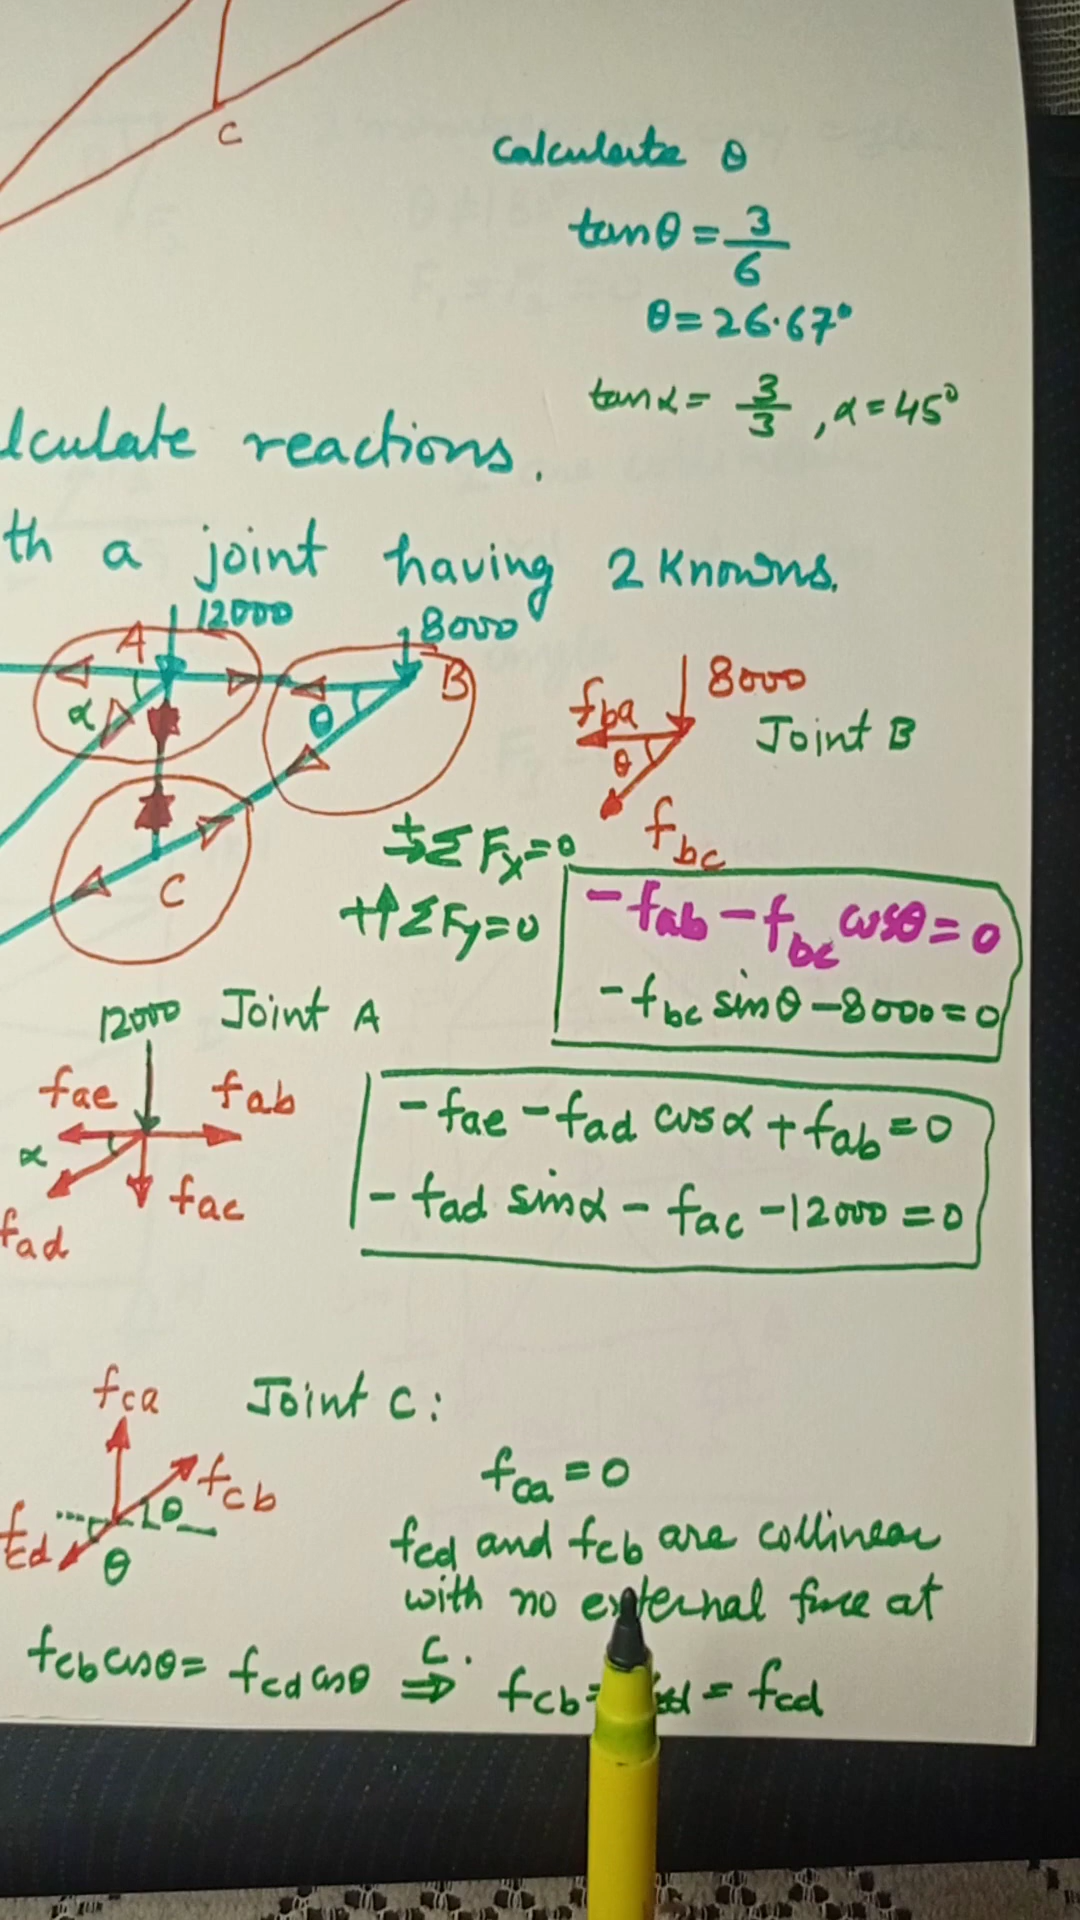 C
Calculate θ
tanθ = 3/6
θ = 26.67°
tanα = 3/3, α = 45°
lculate reactions.
th a joint having 2 Knowns.
12000
8000
A
B
α
θ
C
8000
fba
θ
Joint B
fbc
→+ΣFx=0
+↑ΣFy=0
-fab - fbc cosθ = 0
-fbc sinθ - 8000 = 0
12000 Joint A
fae
fab
α
fad
fac
-fae - fad cosα + fab = 0
-fad sinα - fac - 12000 = 0
fca
Joint C:
fcb
θ
fcd
θ
fca = 0
fcd and fcb are collinear
with no external force at
C.
fcb cosθ = fcd cosθ ⇒ fcb = = fcd